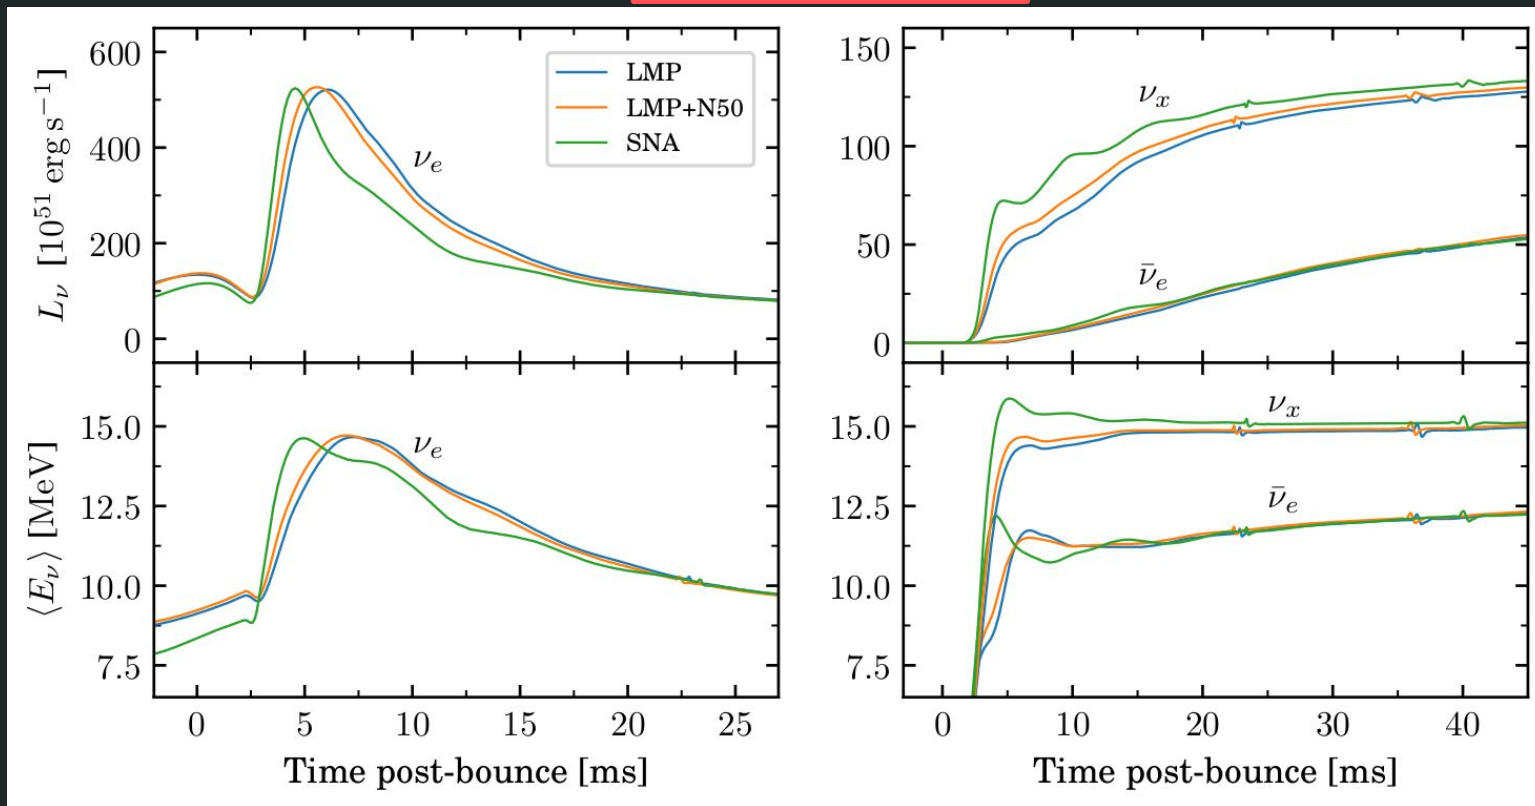 600
400
200
0
L_ν [10^51 erg s^−1]
LMP
LMP+N50
SNA
ν_e
150
100
50
0
ν_x
ν̄_e
15.0
12.5
10.0
7.5
⟨E_ν⟩ [MeV]
ν_e
0 5 10 15 20 25
Time post-bounce [ms]
15.0
12.5
10.0
7.5
ν_x
ν̄_e
0 10 20 30 40
Time post-bounce [ms]